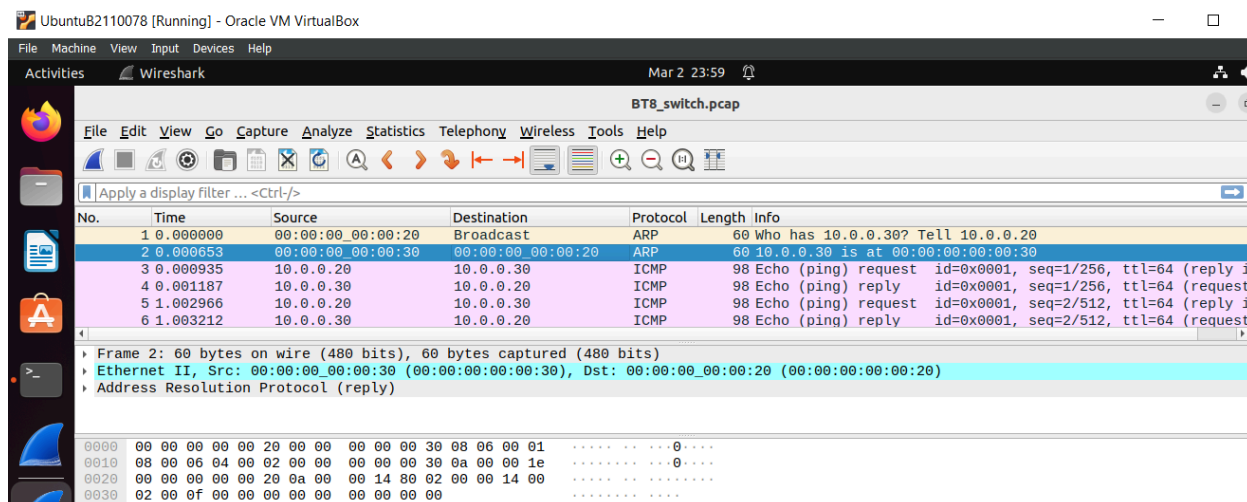 UbuntuB2110078 [Running] - Oracle VM VirtualBox
File Machine View Input Devices Help
Activities Wireshark Mar 2 23:59
BT8_switch.pcap
File Edit View Go Capture Analyze Statistics Telephony Wireless Tools Help
Apply a display filter ... <Ctrl-/>
No. Time Source Destination Protocol Length Info
1 0.000000 00:00:00_00:00:20 Broadcast ARP 60 Who has 10.0.0.30? Tell 10.0.0.20
2 0.000653 00:00:00_00:00:30 00:00:00_00:00:20 ARP 60 10.0.0.30 is at 00:00:00:00:00:30
3 0.000935 10.0.0.20 10.0.0.30 ICMP 98 Echo (ping) request id=0x0001, seq=1/256, ttl=64 (reply i
4 0.001187 10.0.0.30 10.0.0.20 ICMP 98 Echo (ping) reply id=0x0001, seq=1/256, ttl=64 (request
5 1.002966 10.0.0.20 10.0.0.30 ICMP 98 Echo (ping) request id=0x0001, seq=2/512, ttl=64 (reply i
6 1.003212 10.0.0.30 10.0.0.20 ICMP 98 Echo (ping) reply id=0x0001, seq=2/512, ttl=64 (request
Frame 2: 60 bytes on wire (480 bits), 60 bytes captured (480 bits)
Ethernet II, Src: 00:00:00_00:00:30 (00:00:00:00:00:30), Dst: 00:00:00_00:00:20 (00:00:00:00:00:20)
Address Resolution Protocol (reply)
0000 00 00 00 00 00 20 00 00 00 00 00 30 08 06 00 01 ····· ·· ···0····
0010 08 00 06 04 00 02 00 00 00 00 00 30 0a 00 00 1e ········ ···0····
0020 00 00 00 00 00 20 0a 00 00 14 80 02 00 00 14 00 ····· ·· ········
0030 02 00 0f 00 00 00 00 00 00 00 00 00 ········ ····